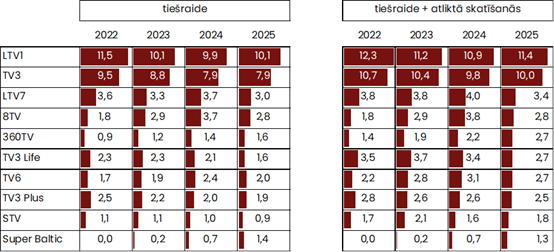 tiešraide tiešraide + atliktā skatīšanās
2022 2023 2024 2025 2022 2023 2024 2025
LTV1 11,5 10,1 9,9 10,1 12,3 11,2 10,9 11,4
TV3 9,5 8,8 7,9 7,9 10,7 10,4 9,8 10,0
LTV7 3,6 3,3 3,7 3,0 3,8 3,8 4,0 3,4
8TV 1,8 2,9 3,7 2,8 1,8 2,9 3,8 2,8
360TV 0,9 1,2 1,4 1,6 1,4 1,9 2,2 2,7
TV3 Life 2,3 2,3 2,1 1,6 3,5 3,7 3,4 2,7
TV6 1,7 1,9 2,4 2,0 2,2 2,8 3,1 2,7
TV3 Plus 2,5 2,2 2,0 1,9 2,8 2,6 2,6 2,5
STV 1,1 1,1 1,0 0,9 1,7 2,1 1,6 1,8
Super Baltic 0,0 0,2 0,7 1,4 0,0 0,2 0,7 1,3